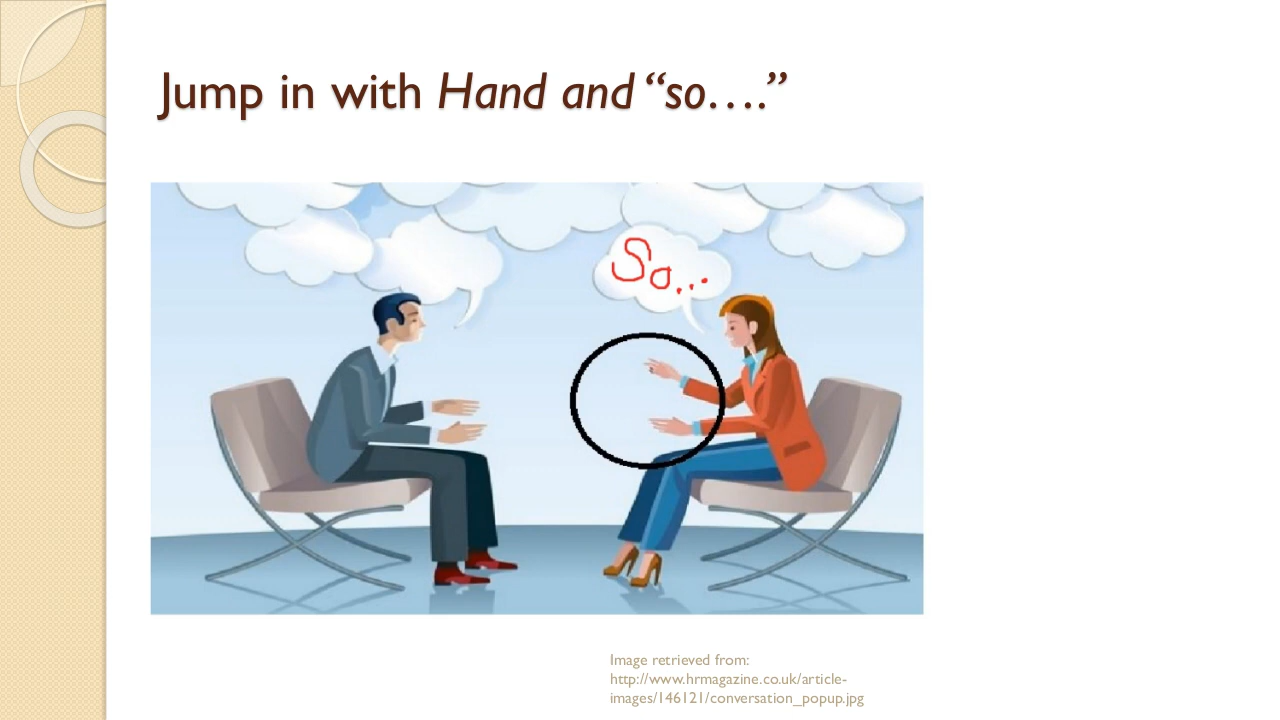 Jump in with Hand and “so….”
So...
Image retrieved from:
http://www.hrmagazine.co.uk/article-
images/146121/conversation_popup.jpg